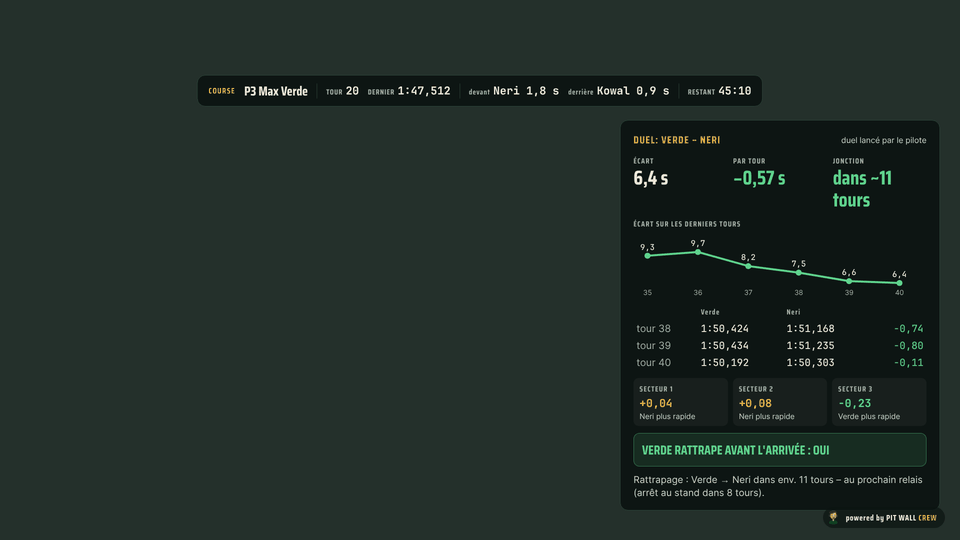 COURSE P3 Max Verde TOUR 20 DERNIER 1:47,512 devant Neri 1,8 s derrière Kowal 0,9 s RESTANT 45:10
DUEL: VERDE – NERI duel lancé par le pilote
ÉCART PAR TOUR JONCTION
6,4 s −0,57 s dans ~11 tours
ÉCART SUR LES DERNIERS TOURS
9,3 9,7 8,2 7,5 6,6 6,4
35 36 37 38 39 40
Verde Neri
tour 38 1:50,424 1:51,168 -0,74
tour 39 1:50,434 1:51,235 -0,80
tour 40 1:50,192 1:50,303 -0,11
SECTEUR 1 SECTEUR 2 SECTEUR 3
+0,04 +0,08 -0,23
Neri plus rapide Neri plus rapide Verde plus rapide
VERDE RATTRAPE AVANT L'ARRIVÉE : OUI
Rattrapage : Verde → Neri dans env. 11 tours – au prochain relais
(arrêt au stand dans 8 tours).
powered by PIT WALL CREW